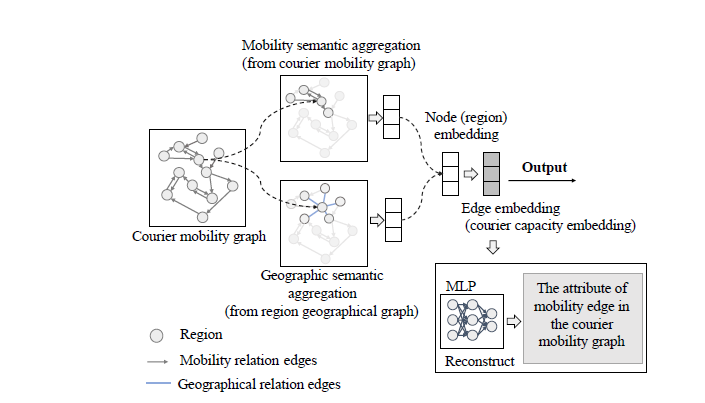 Mobility semantic aggregation
(from courier mobility graph)
Node (region)
embedding
Output
Courier mobility graph
Edge embedding
(courier capacity embedding)
Geographic semantic
aggregation
(from region geographical graph)
MLP
Reconstruct
The attribute of
mobility edge in
the courier
mobility graph
Region
Mobility relation edges
Geographical relation edges